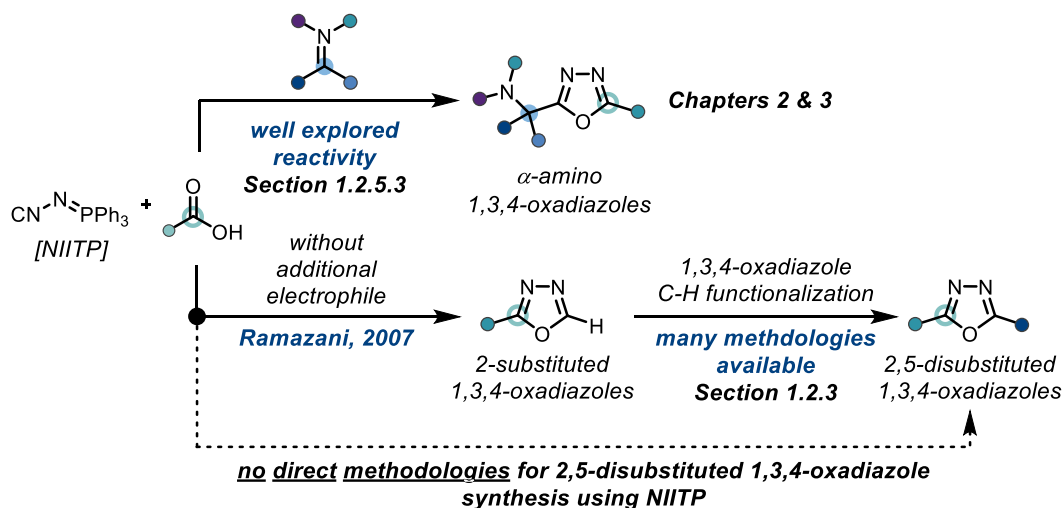 N
well explored
reactivity
Section 1.2.5.3
N
N
N
O
α-amino
1,3,4-oxadiazoles
Chapters 2 & 3
CN
N
PPh3
[NIITP]
+
O
OH
without
additional
electrophile
Ramazani, 2007
N
N
O
H
2-substituted
1,3,4-oxadiazoles
1,3,4-oxadiazole
C-H functionalization
many methdologies
available
Section 1.2.3
N
N
O
2,5-disubstituted
1,3,4-oxadiazoles
no direct methodologies for 2,5-disubstituted 1,3,4-oxadiazole
synthesis using NIITP